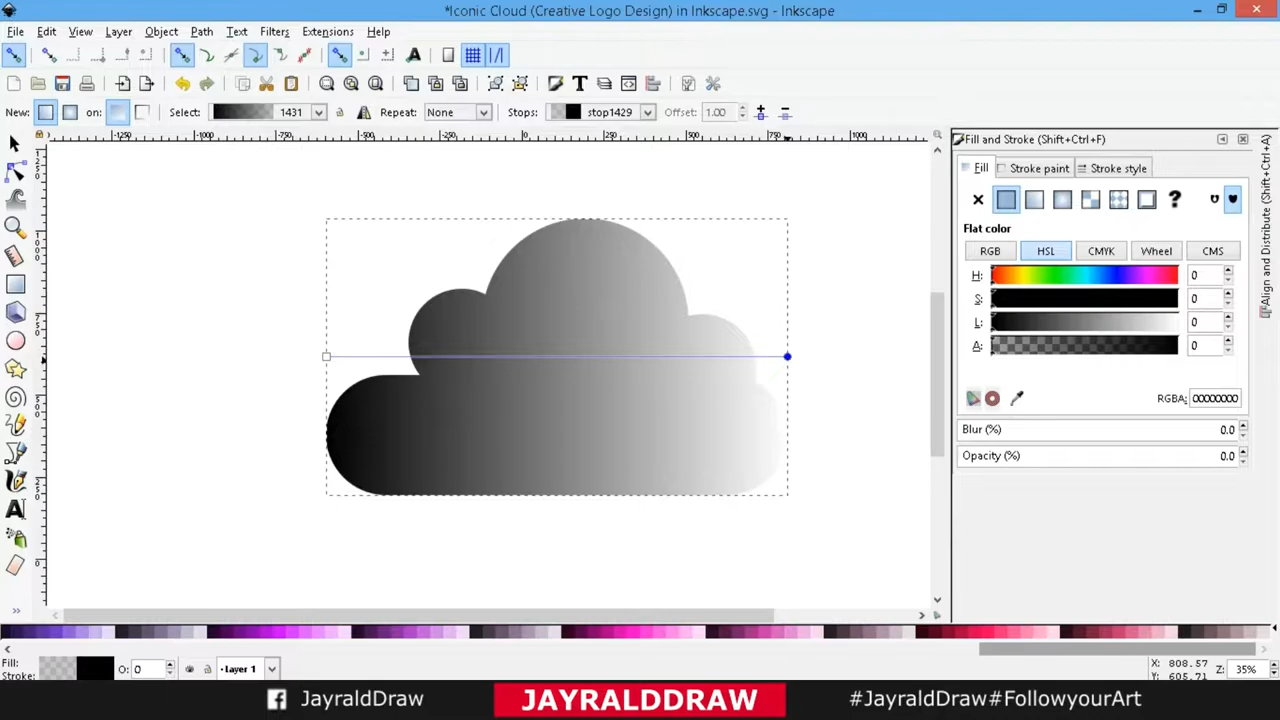 *Iconic Cloud (Creative Logo Design) in Inkscape.svg - Inkscape
File Edit View Layer Object Path Text Filters Extensions Help
New: on: Select: 1431 Repeat: None Stops: stop1429 Offset: 1.00
Fill and Stroke (Shift+Ctrl+F)
Fill Stroke paint Stroke style
Flat color
RGB HSL CMYK Wheel CMS
H: 0
S: 0
L: 0
A: 0
RGBA: 00000000
Blur (%) 0.0
Opacity (%) 0.0
Align and Distribute (Shift+Ctrl+A)
Fill:
Stroke:
O: 0
Layer 1
X: 808.57
Y: 605.71
Z: 35%
JayraldDraw JAYRALDDRAW #JayraldDraw#FollowyourArt